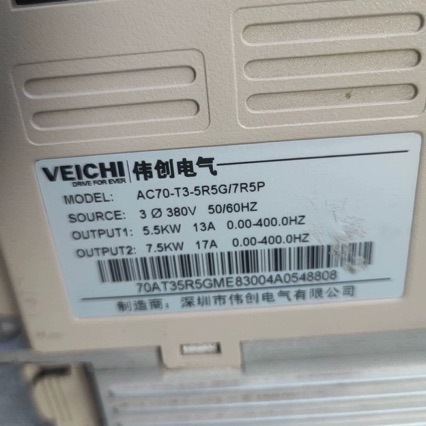 VEICHI 伟创电气
DRIVE FOR EVER
MODEL: AC70-T3-5R5G/7R5P
SOURCE: 3 Ø 380V 50/60HZ
OUTPUT1: 5.5KW 13A 0.00-400.0HZ
OUTPUT2: 7.5KW 17A 0.00-400.0HZ
70AT35R5GME83004A0548808
制造商：深圳市伟创电气有限公司